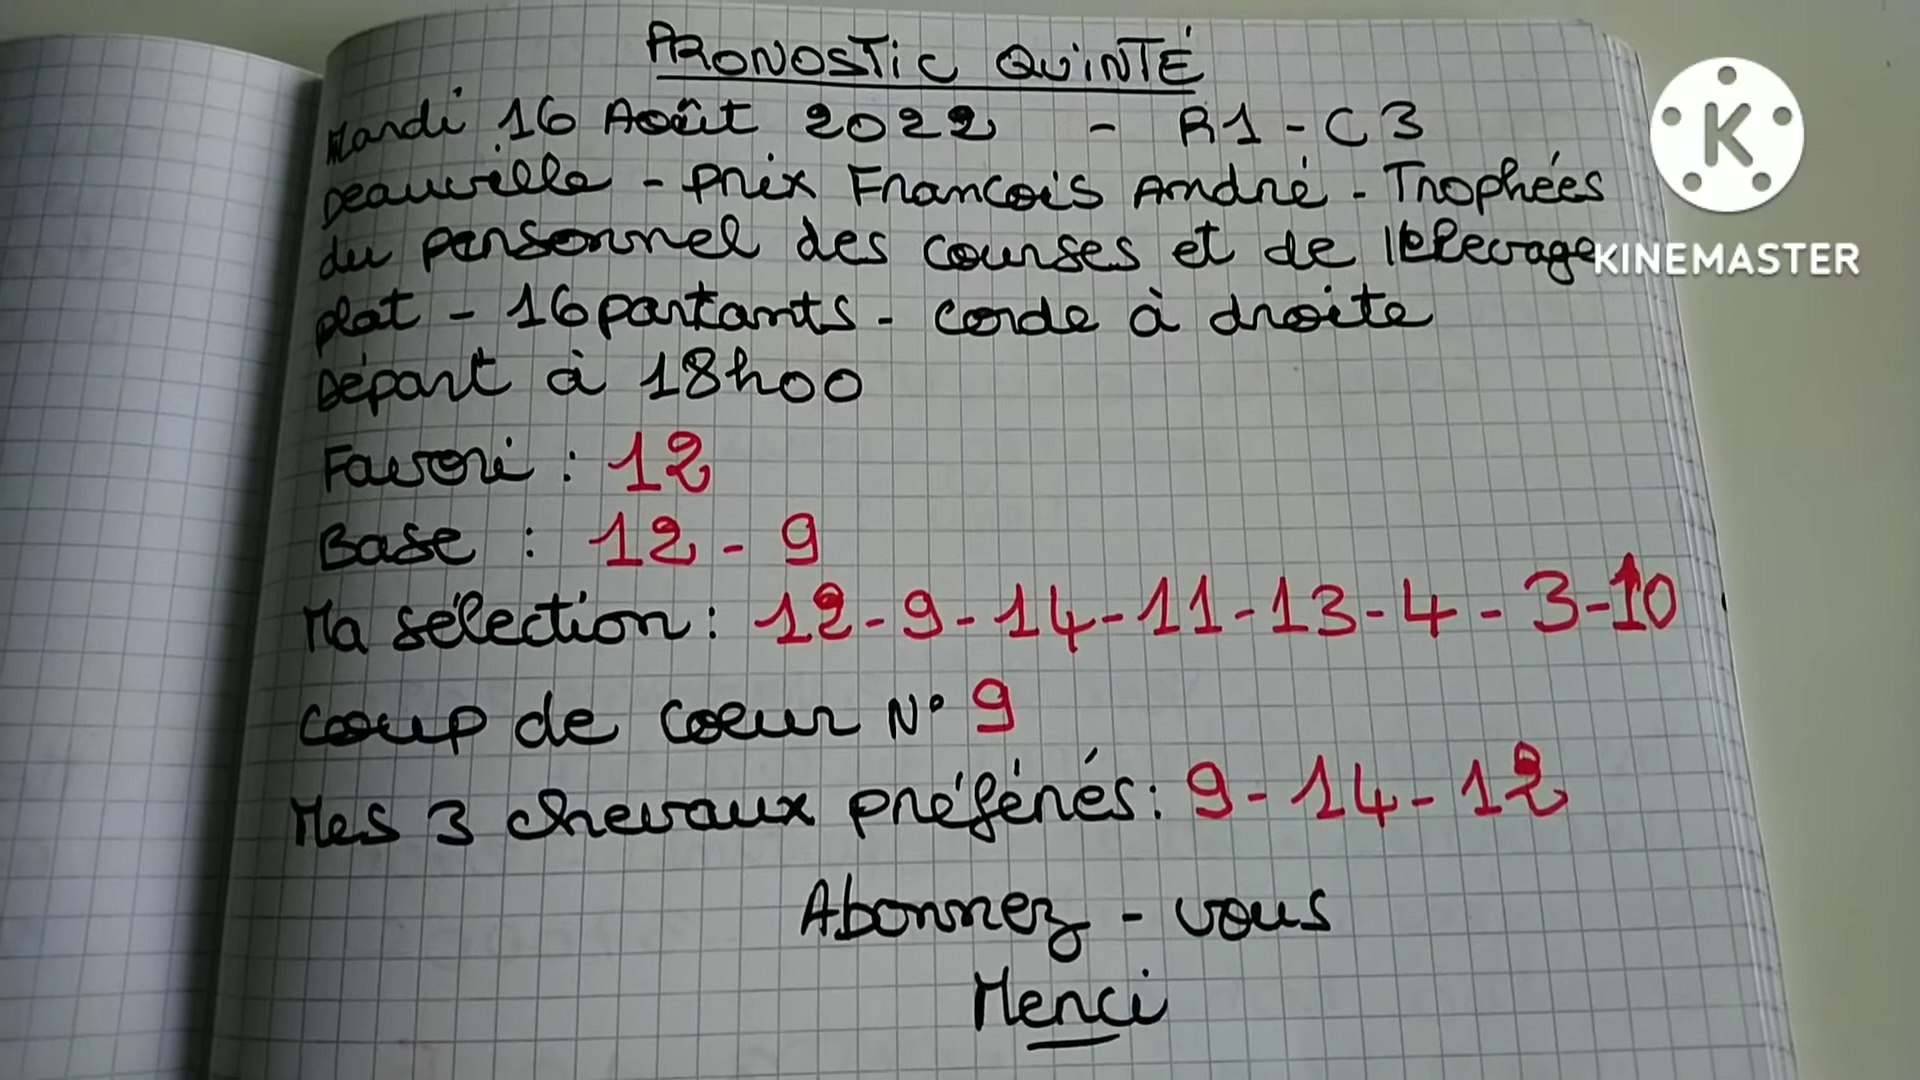 PRONOSTIC QUINTÉ
Mardi 16 Août 2022 - R1 - C3
Deauville - Prix Francois André - Trophées
du personnel des courses et de l'élevage
plat - 16 partants - corde à droite
Départ à 18h00
Favori : 12
Base : 12 - 9
Ma sélection : 12 - 9 - 14 - 11 - 13 - 4 - 3 - 10
Coup de coeur N° 9
Mes 3 chevaux préférés : 9 - 14 - 12
Abonnez - vous
Merci
K
KINEMASTER